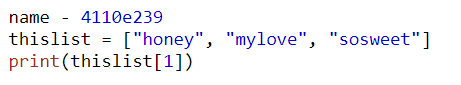 name - 4110e239
thislist = ["honey", "mylove", "sosweet"]
print(thislist[1])